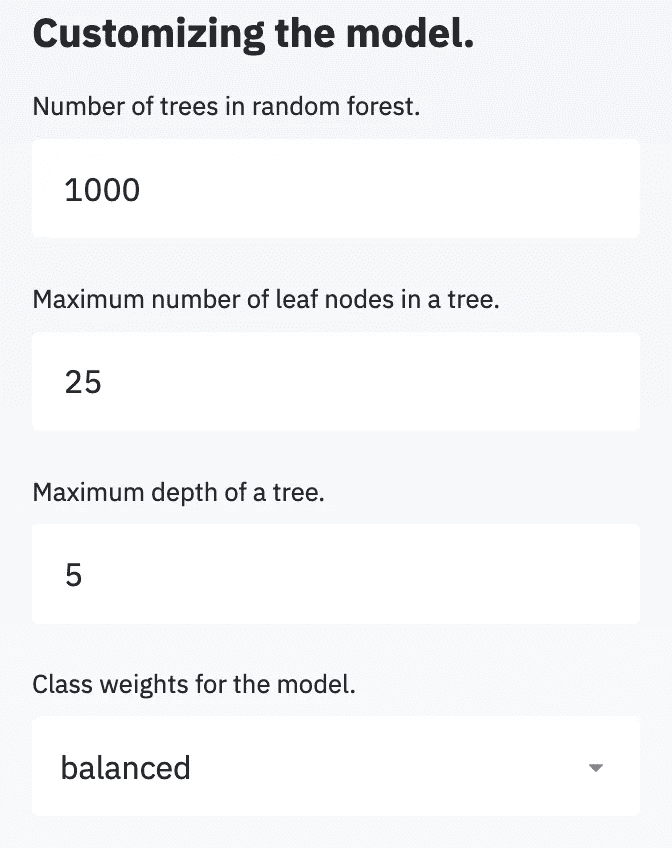 Customizing the model.
Number of trees in random forest.
1000
Maximum number of leaf nodes in a tree.
25
Maximum depth of a tree.
5
Class weights for the model.
balanced